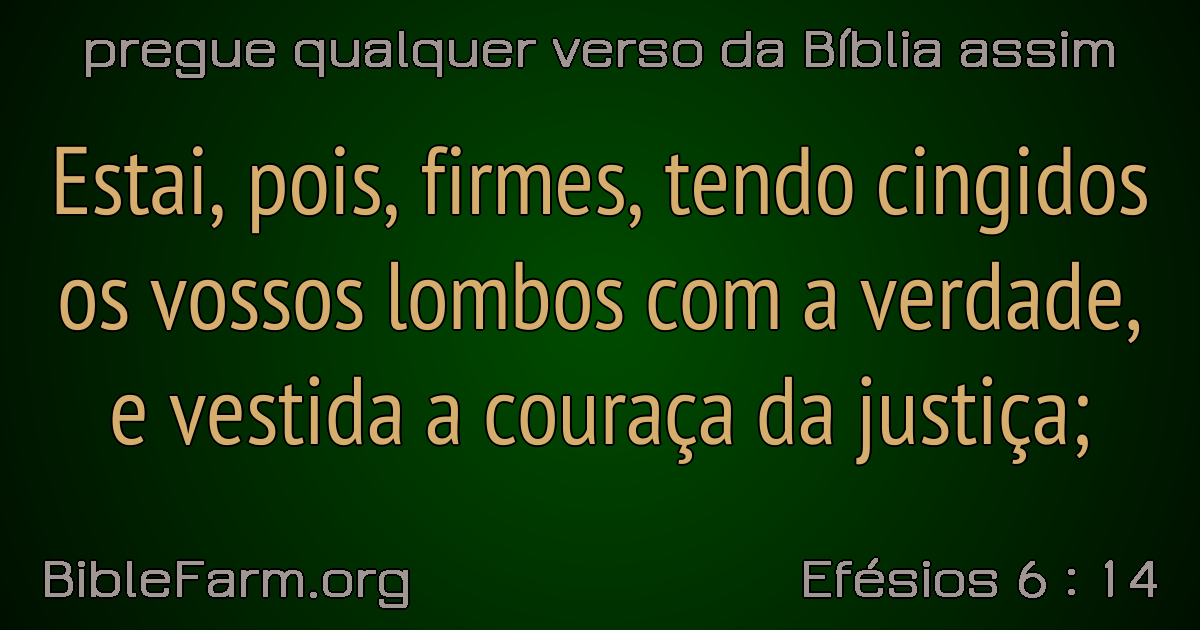 pregue qualquer verso da Bíblia assim
Estai, pois, firmes, tendo cingidos
os vossos lombos com a verdade,
e vestida a couraça da justiça;
BibleFarm.org
Efésios 6 : 14